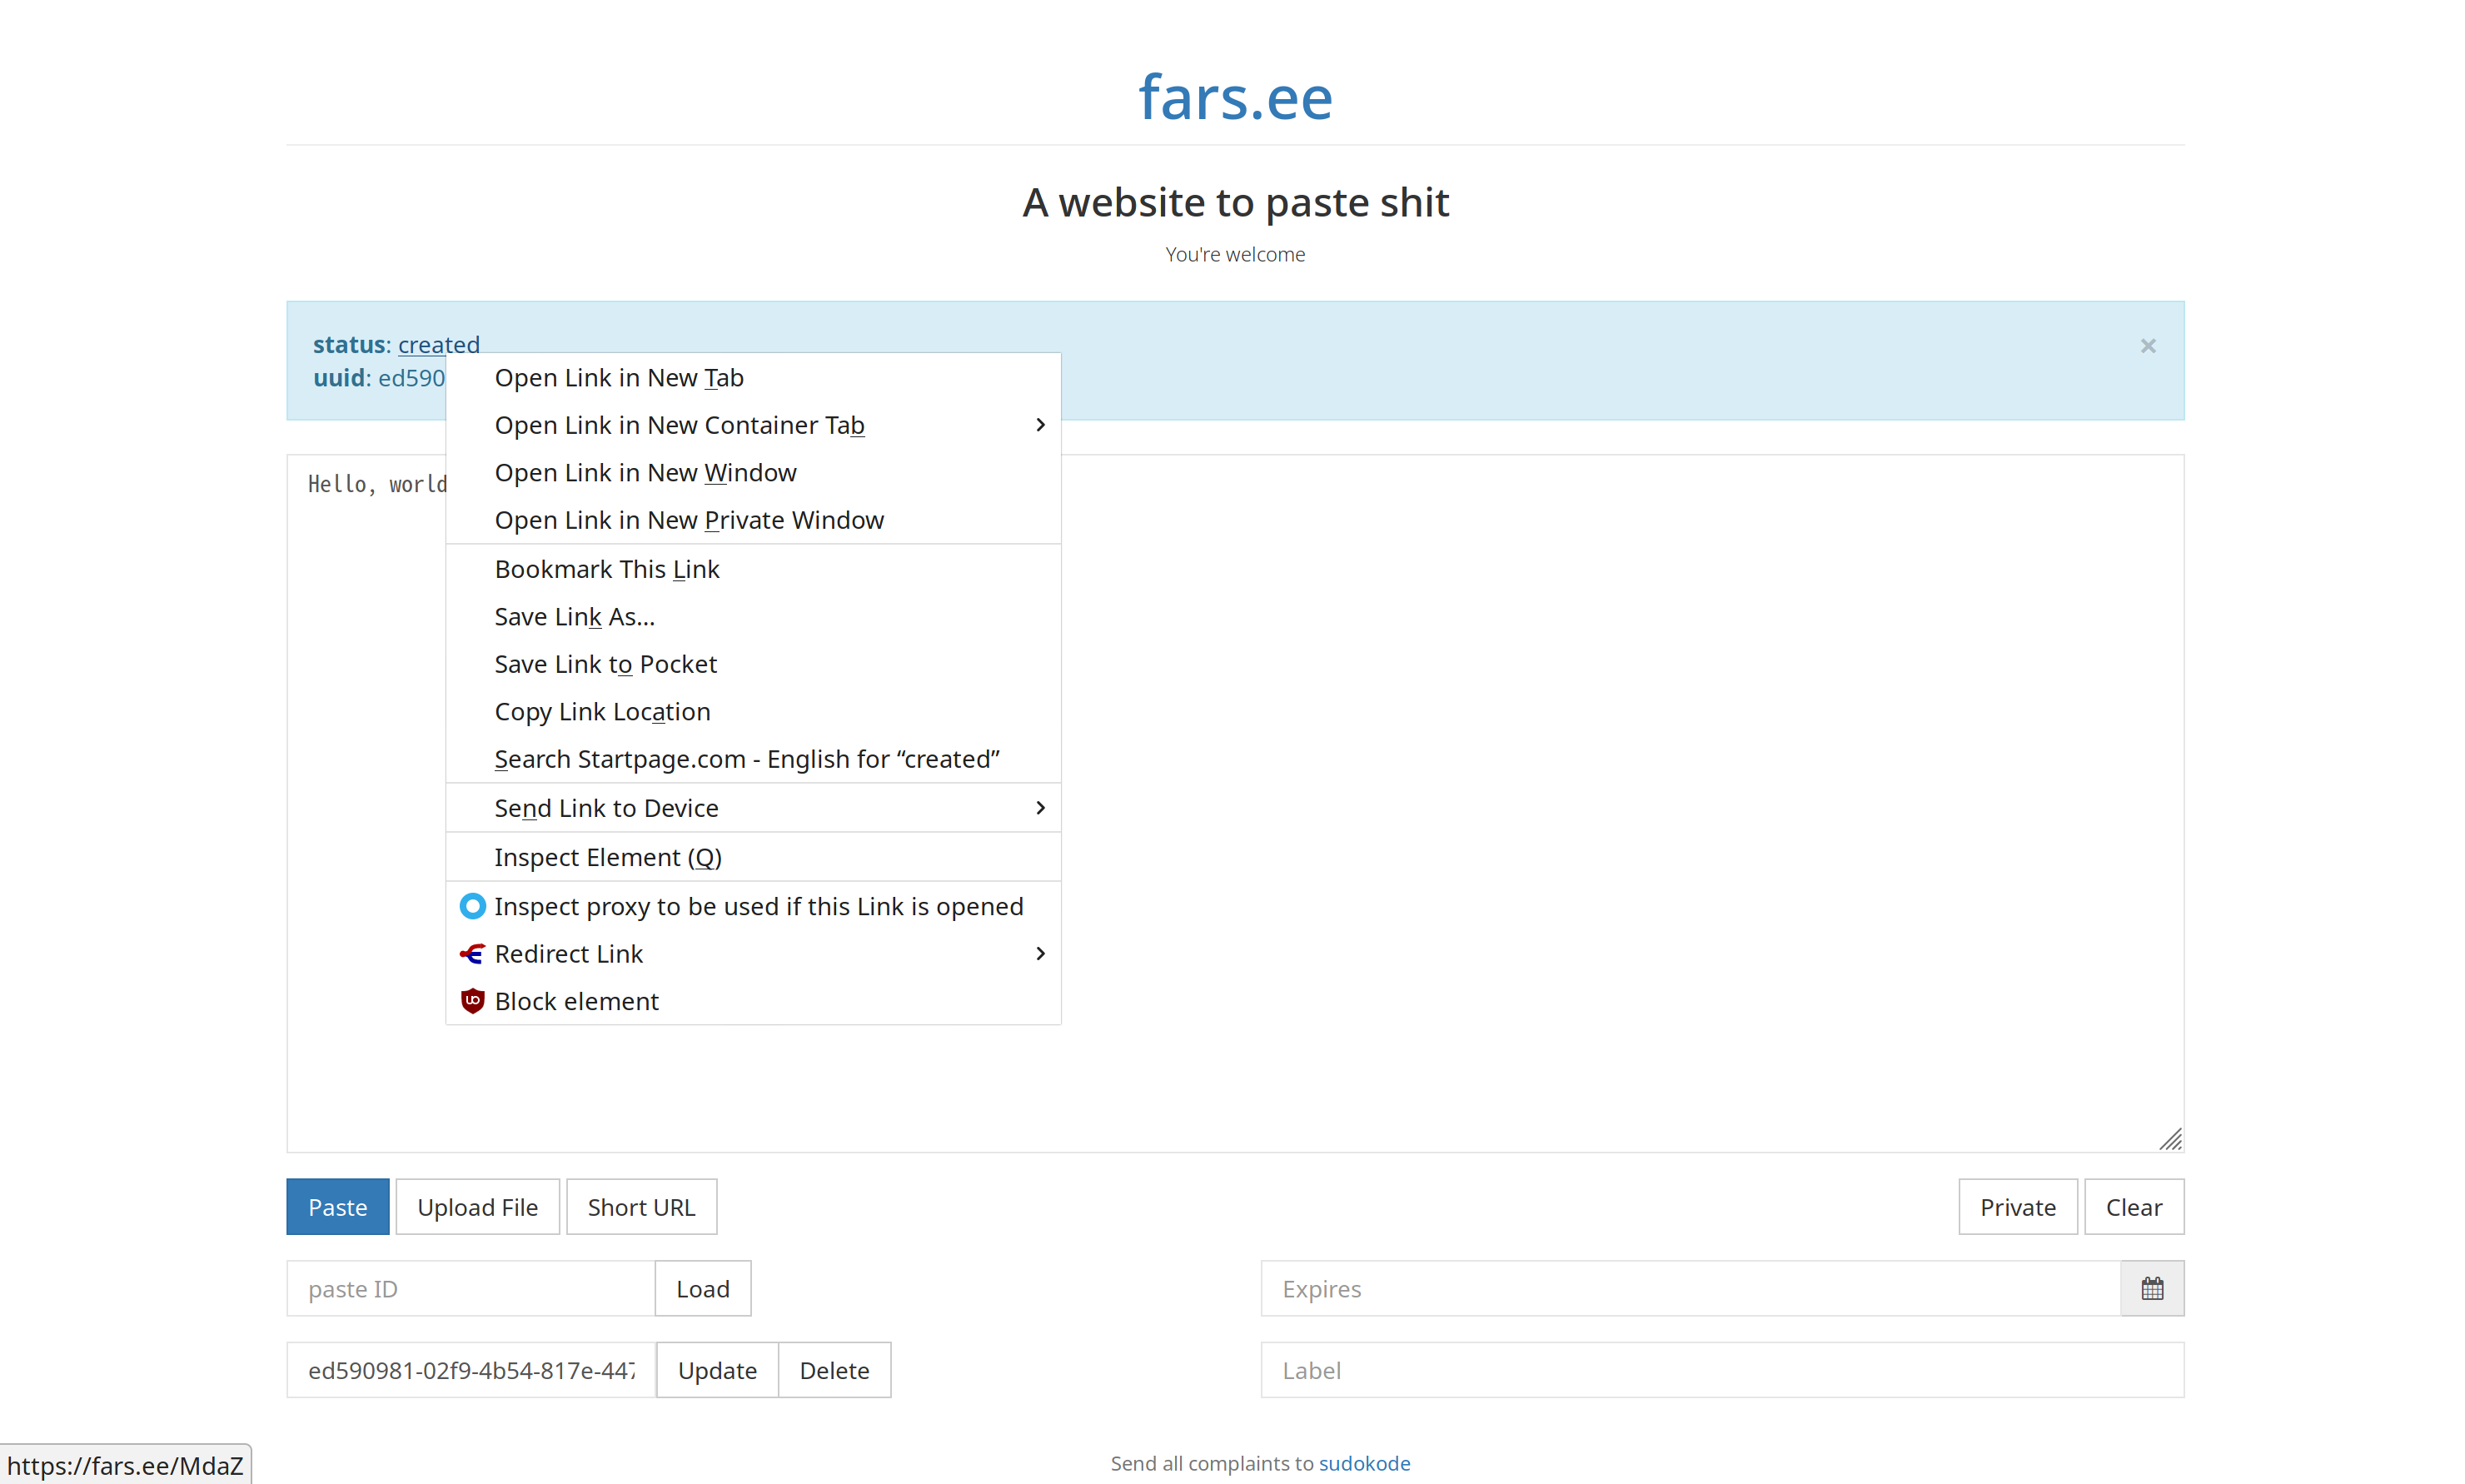 fars.ee
A website to paste shit
You're welcome
status: created
uuid: ed590
Open Link in New Tab
Open Link in New Container Tab
Open Link in New Window
Open Link in New Private Window
Bookmark This Link
Save Link As...
Save Link to Pocket
Copy Link Location
Search Startpage.com - English for “created”
Send Link to Device
Inspect Element (Q)
Inspect proxy to be used if this Link is opened
Redirect Link
Block element
Hello, world
Paste Upload File Short URL Private Clear
paste ID Load Expires
ed590981-02f9-4b54-817e-447 Update Delete Label
https://fars.ee/MdaZ
Send all complaints to sudokode